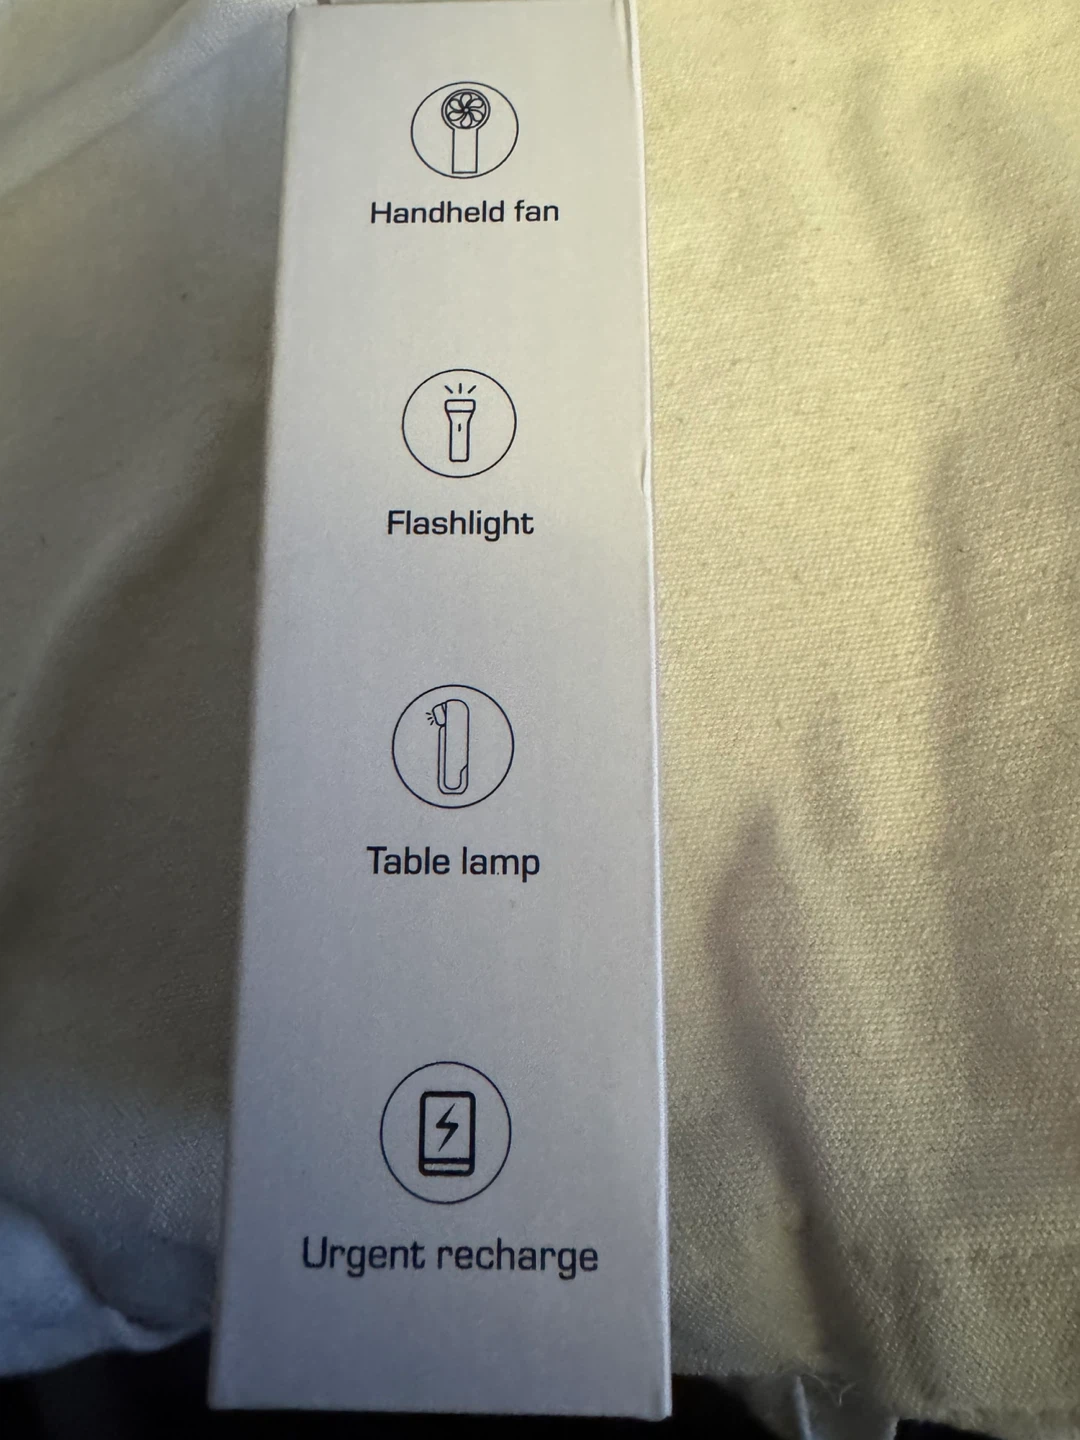 Handheld fan
Flashlight
Table lamp
Urgent recharge